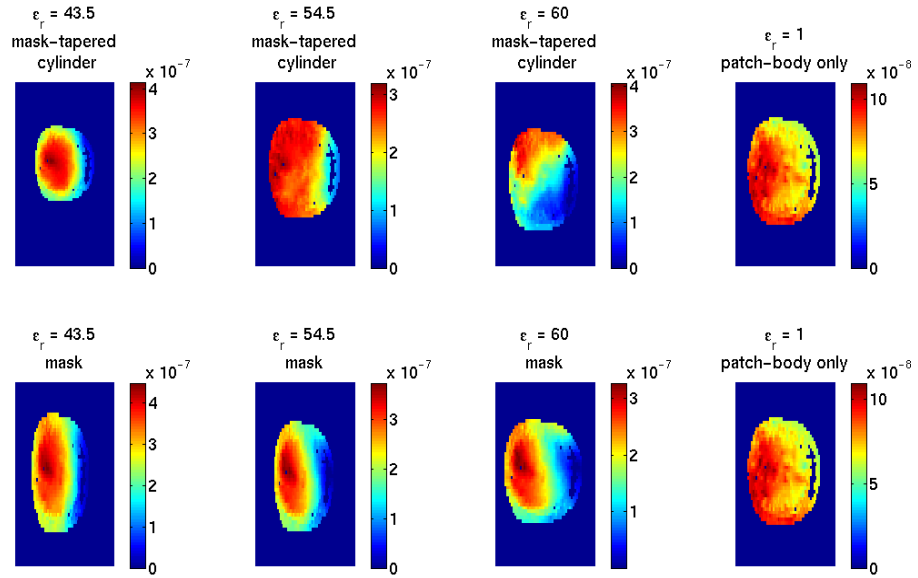 ε_r = 43.5
mask-tapered
cylinder
x 10^-7
4
3
2
1
0
ε_r = 54.5
mask-tapered
cylinder
x 10^-7
3
2
1
0
ε_r = 60
mask-tapered
cylinder
x 10^-7
4
3
2
1
0
ε_r = 1
patch-body only
x 10^-8
10
5
0
ε_r = 43.5
mask
x 10^-7
4
3
2
1
0
ε_r = 54.5
mask
x 10^-7
3
2
1
0
ε_r = 60
mask
x 10^-7
3
2
1
0
ε_r = 1
patch-body only
x 10^-8
10
5
0